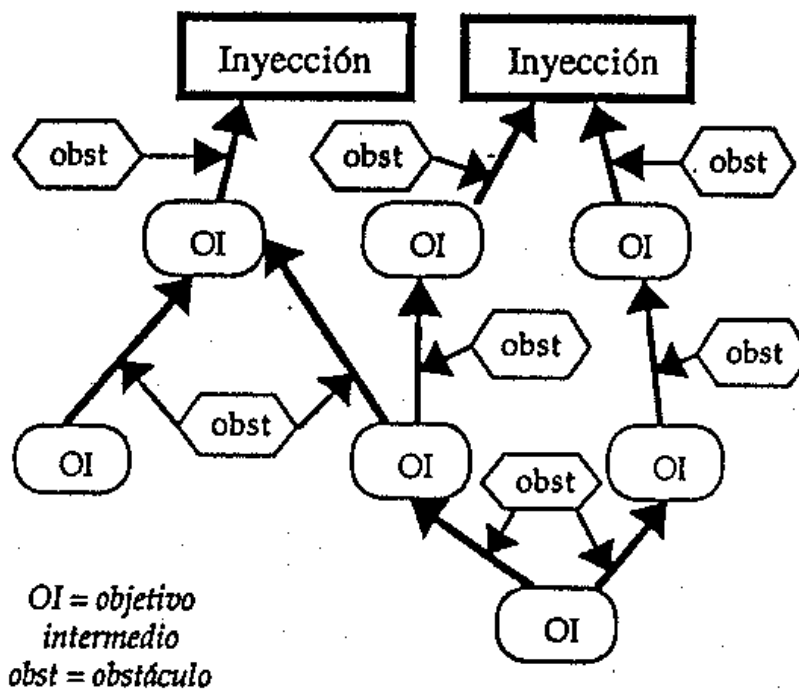 Inyección
Inyección
obst
obst
obst
OI
OI
OI
obst
obst
obst
OI
OI
OI
obst
OI
OI = objetivo
intermedio
obst = obstáculo